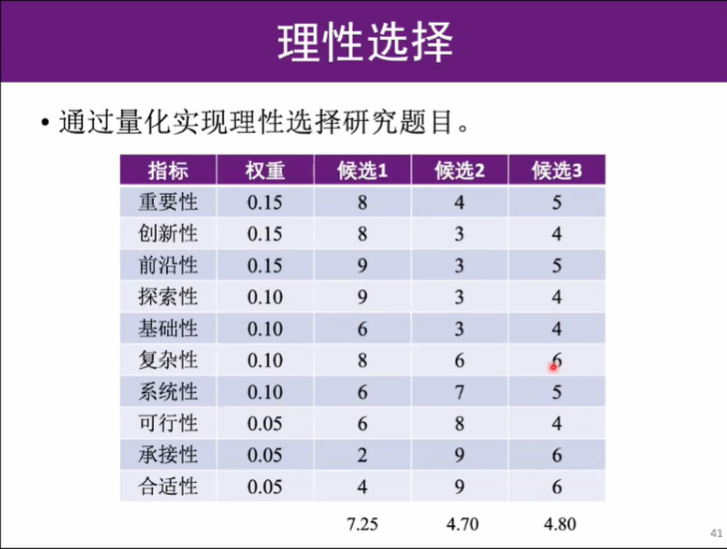 理性选择
• 通过量化实现理性选择研究题目。
指标 权重 候选1 候选2 候选3
重要性 0.15 8 4 5
创新性 0.15 8 3 4
前沿性 0.15 9 3 5
探索性 0.10 9 3 4
基础性 0.10 6 3 4
复杂性 0.10 8 6 6
系统性 0.10 6 7 5
可行性 0.05 6 8 4
承接性 0.05 2 9 6
合适性 0.05 4 9 6
7.25 4.70 4.80
41